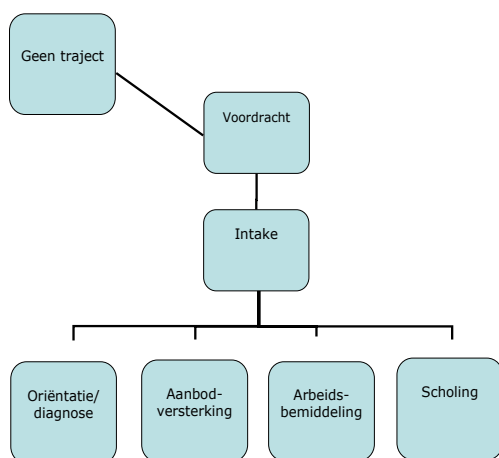 Geen traject
Voordracht
Intake
Oriëntatie/
diagnose
Aanbod-
versterking
Arbeids-
bemiddeling
Scholing